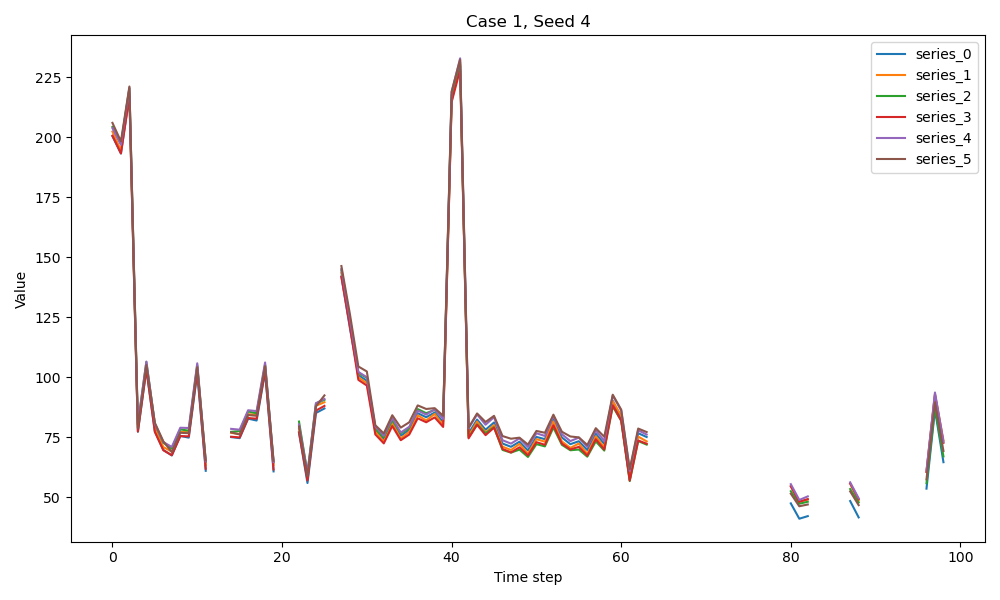 Case 1, Seed 4
series_0
series_1
series_2
series_3
series_4
series_5
225
200
175
150
125
100
75
50
Value
0
20
40
60
80
100
Time step